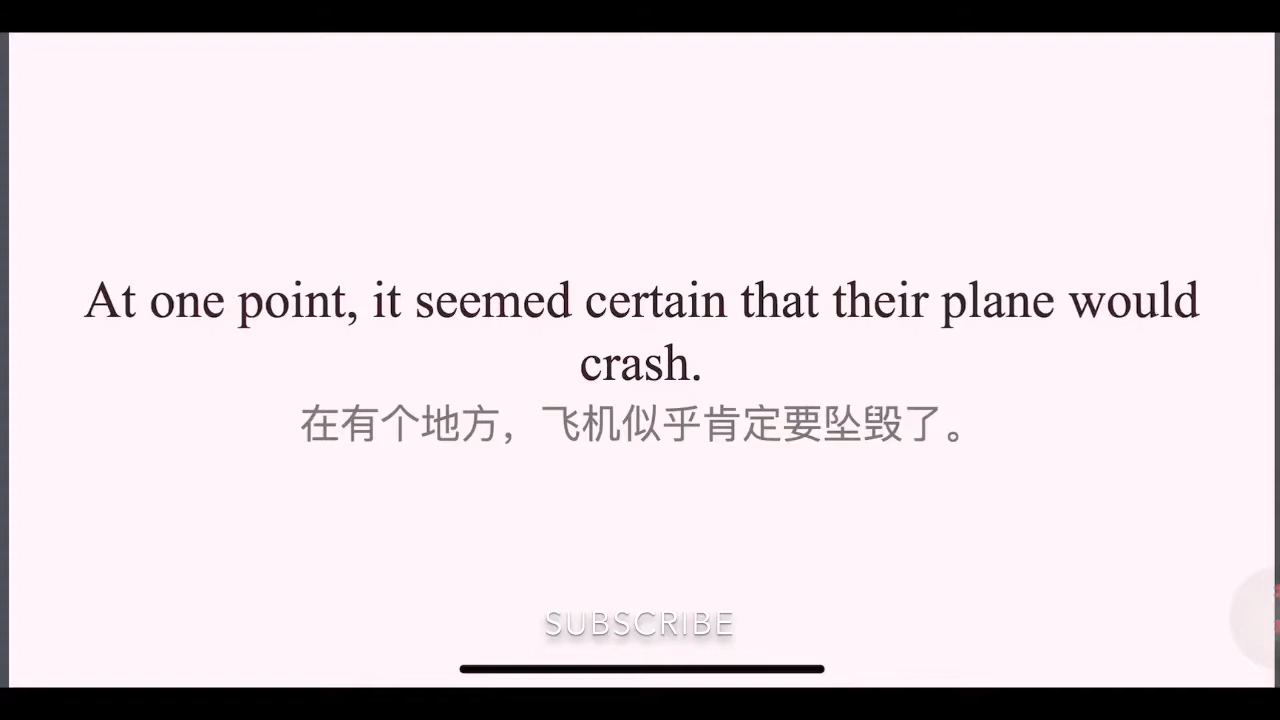 At one point, it seemed certain that their plane would
crash.
在有个地方，飞机似乎肯定要坠毁了。
SUBSCRIBE